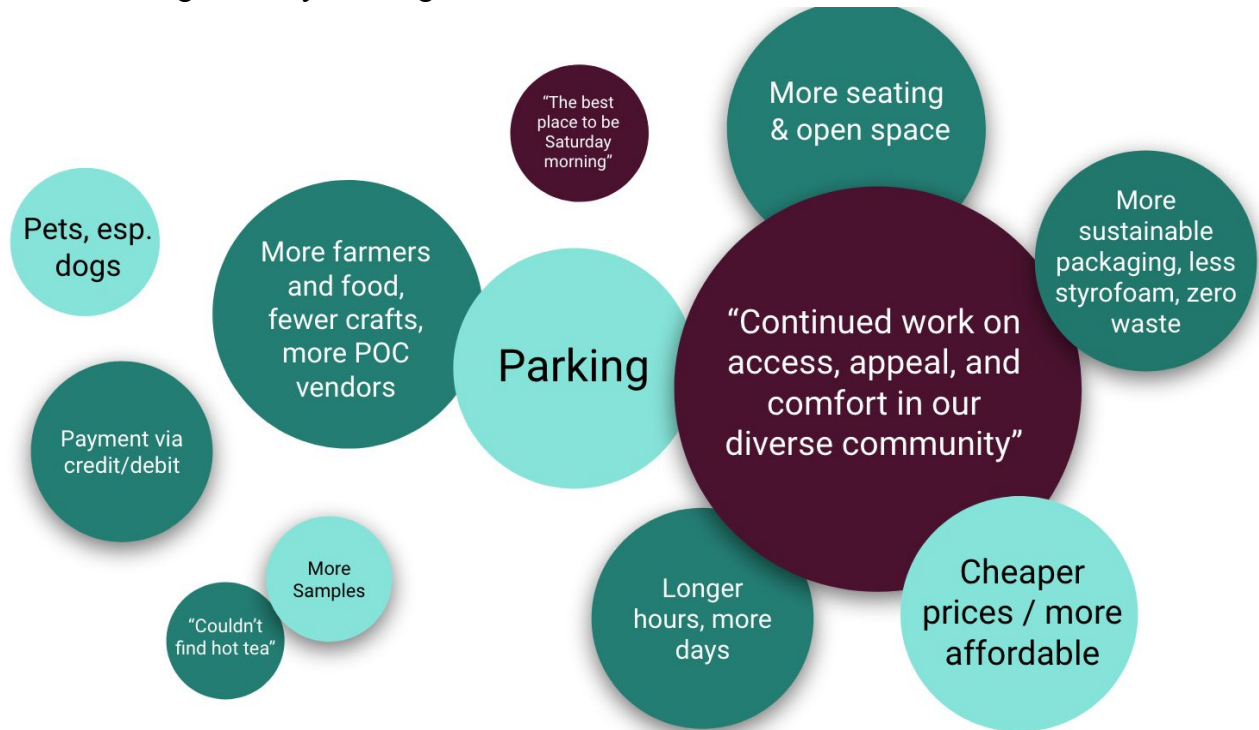 “The best
place to be
Saturday
morning”
More seating
& open space
Pets, esp.
dogs
More farmers
and food,
fewer crafts,
more POC
vendors
Parking
“Continued work on
access, appeal, and
comfort in our
diverse community”
More
sustainable
packaging, less
styrofoam, zero
waste
Payment via
credit/debit
More
Samples
“Couldn’t
find hot tea”
Longer
hours, more
days
Cheaper
prices / more
affordable